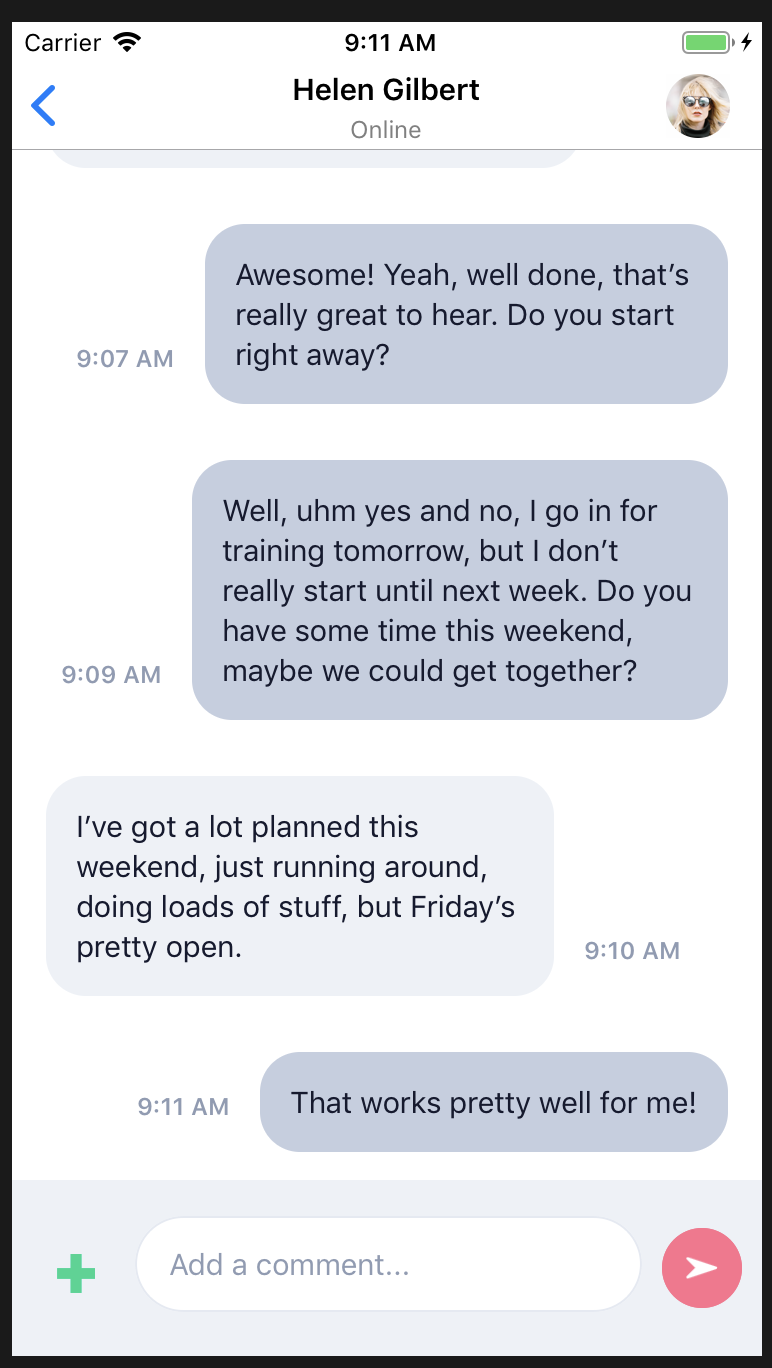 Carrier 9:11 AM
Helen Gilbert
Online
Awesome! Yeah, well done, that’s
really great to hear. Do you start
right away?
9:07 AM
Well, uhm yes and no, I go in for
training tomorrow, but I don’t
really start until next week. Do you
have some time this weekend,
maybe we could get together?
9:09 AM
I’ve got a lot planned this
weekend, just running around,
doing loads of stuff, but Friday’s
pretty open.
9:10 AM
9:11 AM
That works pretty well for me!
Add a comment...